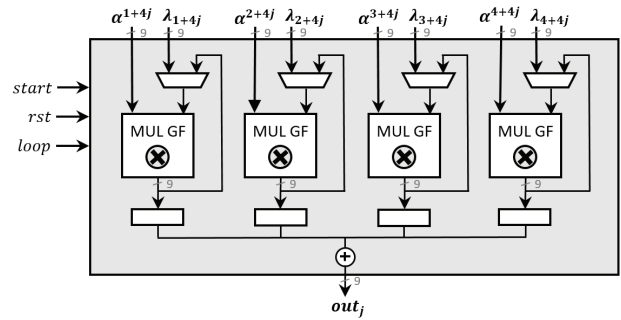 α^{1+4j} λ_{1+4j} α^{2+4j} λ_{2+4j} α^{3+4j} λ_{3+4j} α^{4+4j} λ_{4+4j}
9 9 9 9 9 9 9 9
start
rst
loop
MUL GF MUL GF MUL GF MUL GF
9 9 9 9
9
out_j